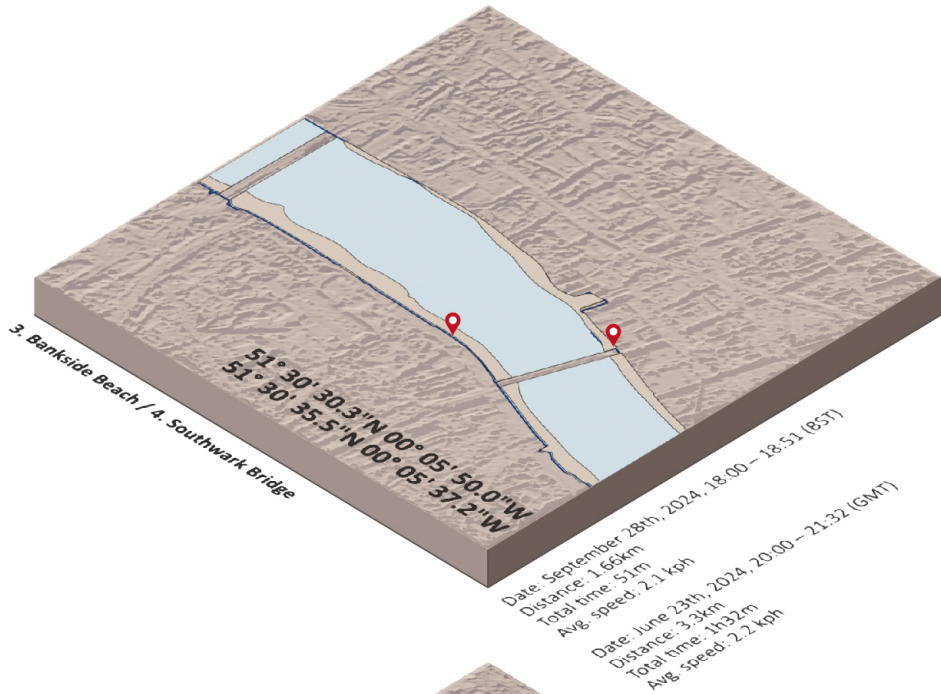 3. Bankside Beach / 4. Southwark Bridge
51°30'30.3"N 00°05'50.0"W
51°30'35.5"N 00°05'37.2"W
Date: September 28th, 2024, 18:00 – 18:51 (BST)
Distance: 1.66km
Total time: 51m
Avg. speed: 2.1 kph
Date: June 23th, 2024, 20:00 – 21:32 (GMT)
Distance: 3.3km
Total time: 1h32m
Avg. speed: 2.2 kph